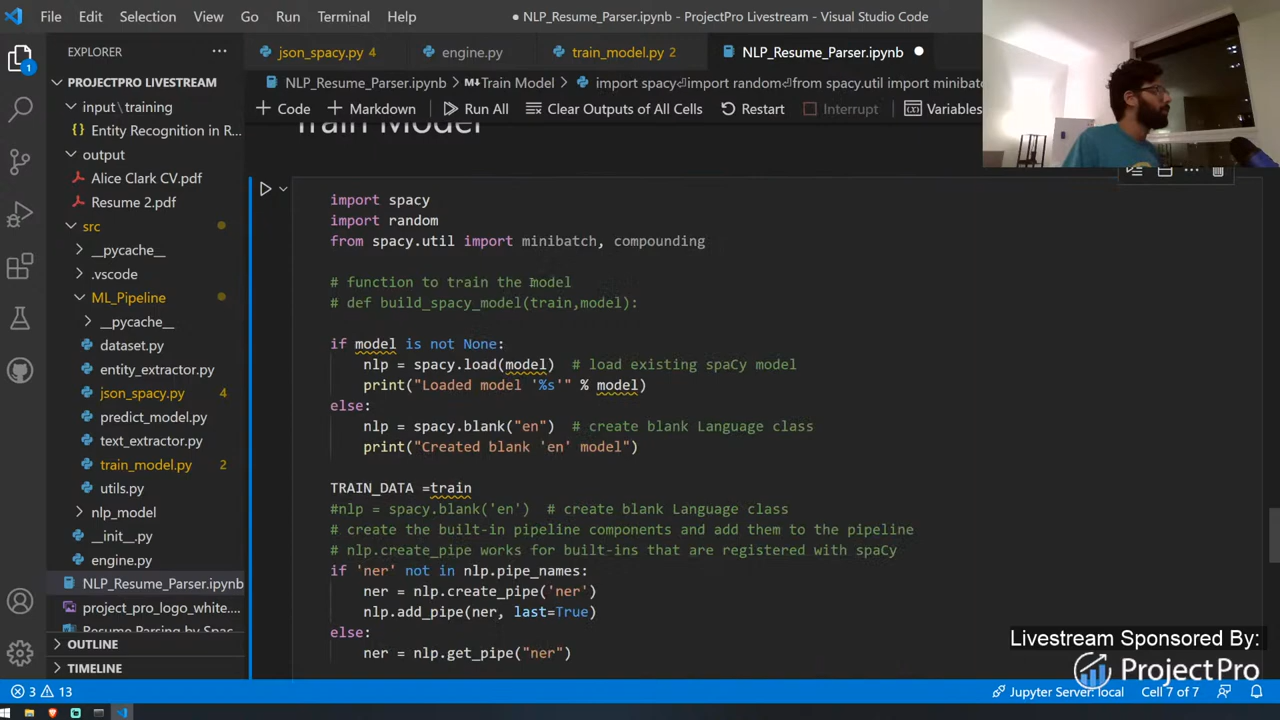 File Edit Selection View Go Run Terminal Help
● NLP_Resume_Parser.ipynb - ProjectPro Livestream - Visual Studio Code
EXPLORER ...
json_spacy.py 4
engine.py
train_model.py 2
NLP_Resume_Parser.ipynb ●
NLP_Resume_Parser.ipynb > Train Model > import spacy⏎import random⏎from spacy.util import minibatc
+ Code + Markdown Run All Clear Outputs of All Cells Restart Interrupt Variables
1
PROJECTPRO LIVESTREAM
input\training
Entity Recognition in R...
output
Alice Clark CV.pdf
Resume 2.pdf
src
__pycache__
.vscode
ML_Pipeline
__pycache__
dataset.py
entity_extractor.py
json_spacy.py 4
predict_model.py
text_extractor.py
train_model.py 2
utils.py
nlp_model
__init__.py
engine.py
NLP_Resume_Parser.ipynb
project_pro_logo_white....
Resume Parsing by Spac...
OUTLINE
TIMELINE
Train Model
import spacy
import random
from spacy.util import minibatch, compounding
# function to train the model
# def build_spacy_model(train,model):
if model is not None:
nlp = spacy.load(model) # load existing spaCy model
print("Loaded model '%s'" % model)
else:
nlp = spacy.blank("en") # create blank Language class
print("Created blank 'en' model")
TRAIN_DATA =train
#nlp = spacy.blank('en') # create blank Language class
# create the built-in pipeline components and add them to the pipeline
# nlp.create_pipe works for built-ins that are registered with spaCy
if 'ner' not in nlp.pipe_names:
ner = nlp.create_pipe('ner')
nlp.add_pipe(ner, last=True)
else:
ner = nlp.get_pipe("ner")
Livestream Sponsored By:
ProjectPro
3 13
Jupyter Server: local Cell 7 of 7